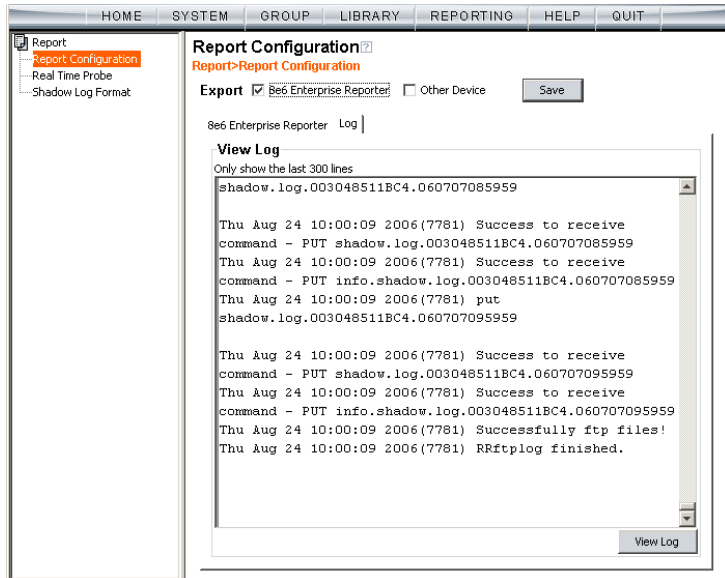 HOME SYSTEM GROUP LIBRARY REPORTING HELP QUIT
Report
Report Configuration
Real Time Probe
Shadow Log Format
Report Configuration?
Report>Report Configuration
Export 8e6 Enterprise Reporter Other Device Save
8e6 Enterprise Reporter Log
View Log
Only show the last 300 lines
shadow.log.003048511BC4.060707085959
Thu Aug 24 10:00:09 2006(7781) Success to receive
command - PUT shadow.log.003048511BC4.060707085959
Thu Aug 24 10:00:09 2006(7781) Success to receive
command - PUT info.shadow.log.003048511BC4.060707085959
Thu Aug 24 10:00:09 2006(7781) put
shadow.log.003048511BC4.060707095959
Thu Aug 24 10:00:09 2006(7781) Success to receive
command - PUT shadow.log.003048511BC4.060707095959
Thu Aug 24 10:00:09 2006(7781) Success to receive
command - PUT info.shadow.log.003048511BC4.060707095959
Thu Aug 24 10:00:09 2006(7781) Successfully ftp files!
Thu Aug 24 10:00:09 2006(7781) RRftplog finished.
View Log